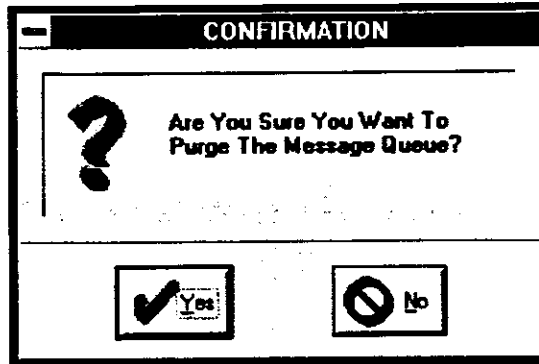 CONFIRMATION
Are You Sure You Want To
Purge The Message Queue?
Yes
No